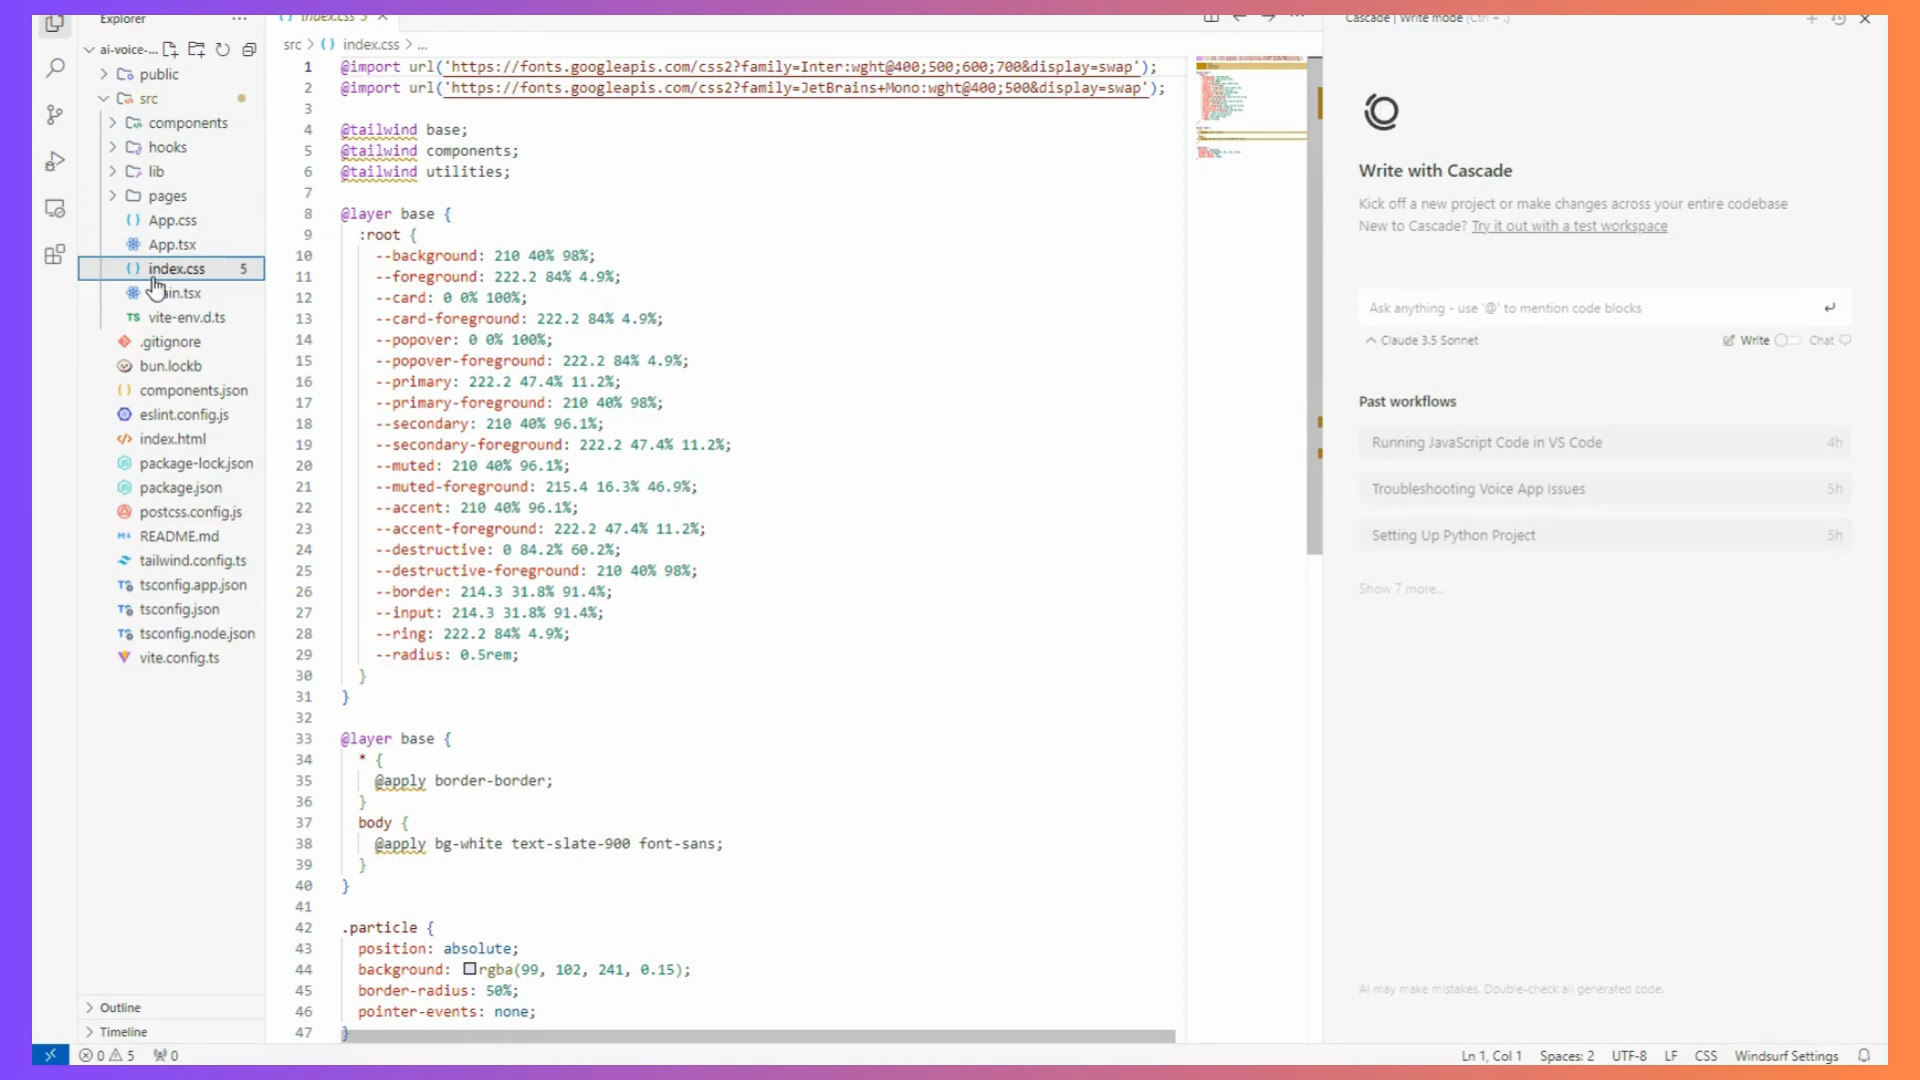 Explorer
ai-voice-...
public
src
components
hooks
lib
pages
App.css
App.tsx
index.css 5
ain.tsx
TS vite-env.d.ts
.gitignore
bun.lockb
components.json
eslint.config.js
index.html
package-lock.json
package.json
postcss.config.js
README.md
tailwind.config.ts
tsconfig.app.json
tsconfig.json
tsconfig.node.json
vite.config.ts
Outline
Timeline
index.css 5
src > {} index.css > ...
1 @import url('https://fonts.googleapis.com/css2?family=Inter:wght@400;500;600;700&display=swap');
2 @import url('https://fonts.googleapis.com/css2?family=JetBrains+Mono:wght@400;500&display=swap');
3
4 @tailwind base;
5 @tailwind components;
6 @tailwind utilities;
7
8 @layer base {
9 :root {
10 --background: 210 40% 98%;
11 --foreground: 222.2 84% 4.9%;
12 --card: 0 0% 100%;
13 --card-foreground: 222.2 84% 4.9%;
14 --popover: 0 0% 100%;
15 --popover-foreground: 222.2 84% 4.9%;
16 --primary: 222.2 47.4% 11.2%;
17 --primary-foreground: 210 40% 98%;
18 --secondary: 210 40% 96.1%;
19 --secondary-foreground: 222.2 47.4% 11.2%;
20 --muted: 210 40% 96.1%;
21 --muted-foreground: 215.4 16.3% 46.9%;
22 --accent: 210 40% 96.1%;
23 --accent-foreground: 222.2 47.4% 11.2%;
24 --destructive: 0 84.2% 60.2%;
25 --destructive-foreground: 210 40% 98%;
26 --border: 214.3 31.8% 91.4%;
27 --input: 214.3 31.8% 91.4%;
28 --ring: 222.2 84% 4.9%;
29 --radius: 0.5rem;
30 }
31 }
32
33 @layer base {
34 * {
35 @apply border-border;
36 }
37 body {
38 @apply bg-white text-slate-900 font-sans;
39 }
40 }
41
42 .particle {
43 position: absolute;
44 background: rgba(99, 102, 241, 0.15);
45 border-radius: 50%;
46 pointer-events: none;
47 }
Cascade | Write mode (Ctrl + .)
Write with Cascade
Kick off a new project or make changes across your entire codebase
New to Cascade? Try it out with a test workspace
Ask anything - use '@' to mention code blocks
Claude 3.5 Sonnet
Write Chat
Past workflows
Running JavaScript Code in VS Code 4h
Troubleshooting Voice App Issues 5h
Setting Up Python Project 5h
Show 7 more...
AI may make mistakes. Double-check all generated code.
0 5 0
Ln 1, Col 1 Spaces: 2 UTF-8 LF CSS Windsurf Settings